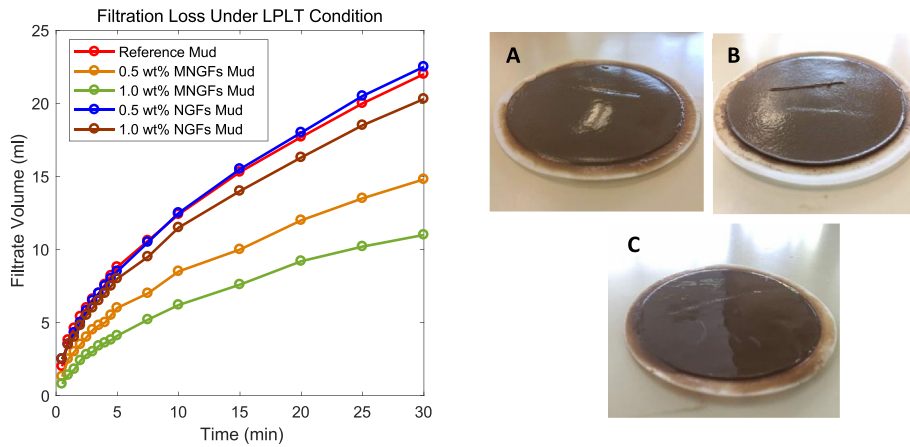 Filtration Loss Under LPLT Condition
Filtrate Volume (ml)
25
20
15
10
5
0
Reference Mud
0.5 wt% MNGFs Mud
1.0 wt% MNGFs Mud
0.5 wt% NGFs Mud
1.0 wt% NGFs Mud
0 5 10 15 20 25 30
Time (min)
A
B
C